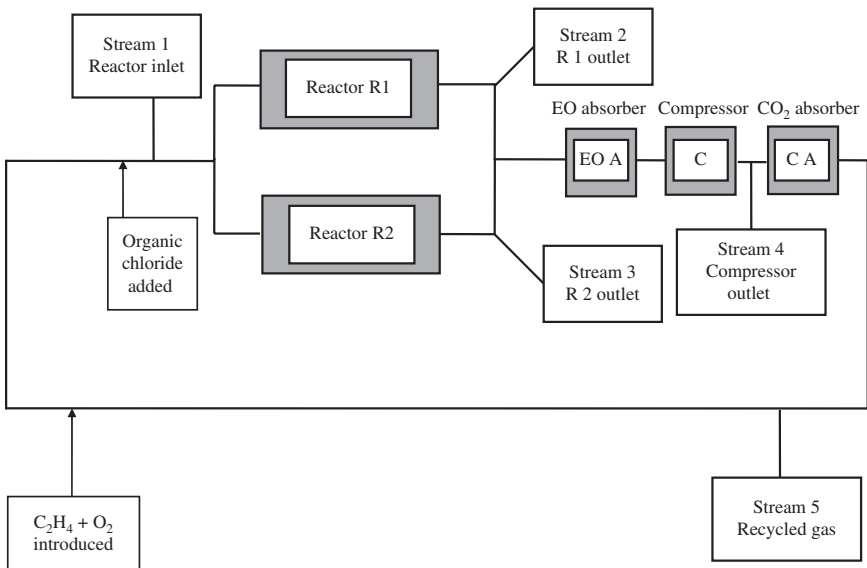 Stream 1
Reactor inlet
Reactor R1
Stream 2
R 1 outlet
EO absorber
Compressor
CO₂ absorber
EO A
C
C A
Organic
chloride
added
Reactor R2
Stream 3
R 2 outlet
Stream 4
Compressor
outlet
C₂H₄ + O₂
introduced
Stream 5
Recycled gas